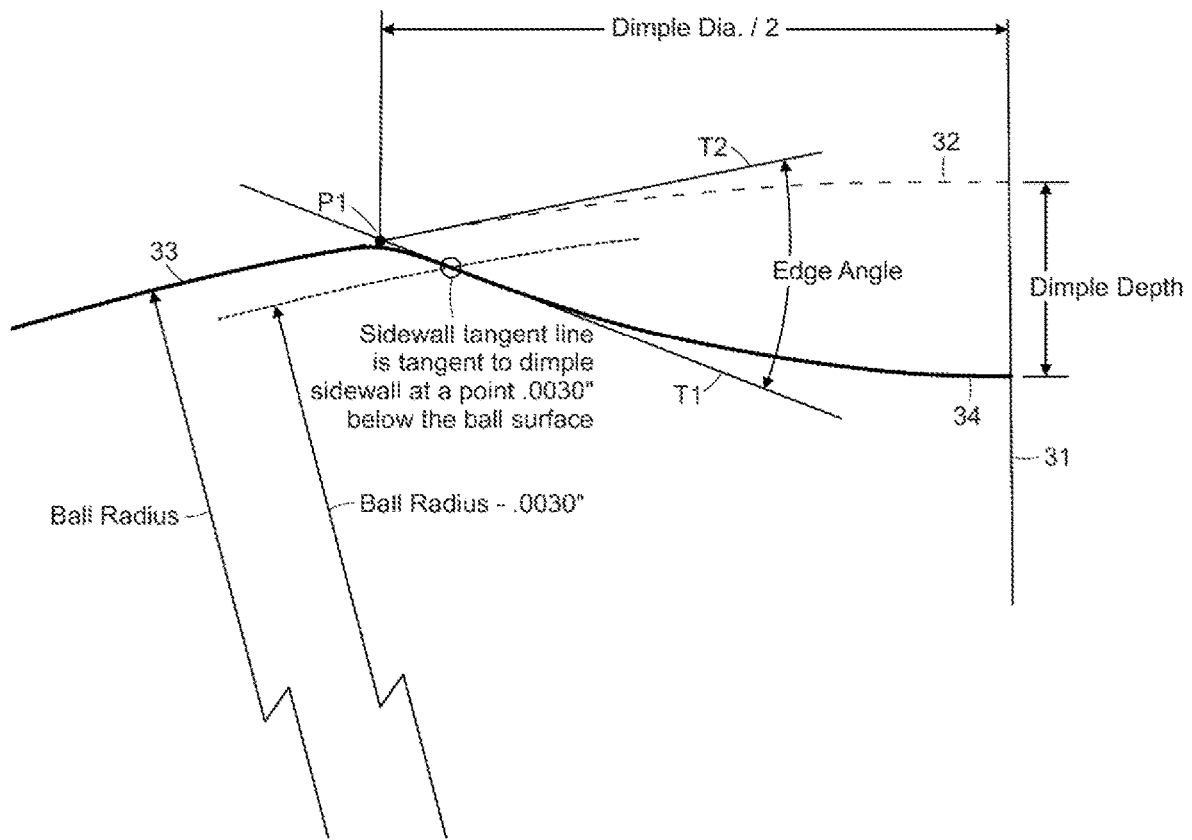 Dimple Dia. / 2
T2
32
P1
33
Edge Angle
Dimple Depth
Sidewall tangent line
is tangent to dimple
sidewall at a point .0030"
below the ball surface
T1
34
31
Ball Radius
Ball Radius - .0030"